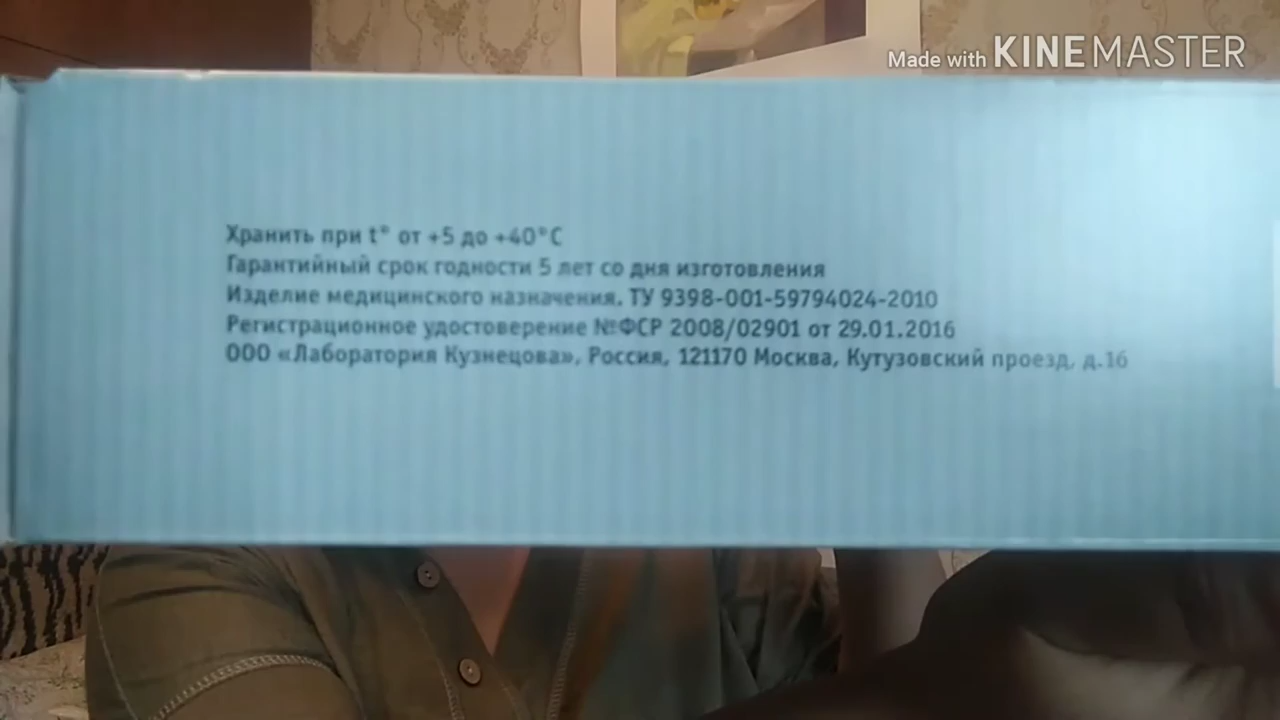 Made with KINEMASTER
Хранить при t° от +5 до +40°С
Гарантийный срок годности 5 лет со дня изготовления
Изделие медицинского назначения. ТУ 9398-001-59794024-2010
Регистрационное удостоверение №ФСР 2008/02901 от 29.01.2016
ООО «Лаборатория Кузнецова», Россия, 121170 Москва, Кутузовский проезд, д.16